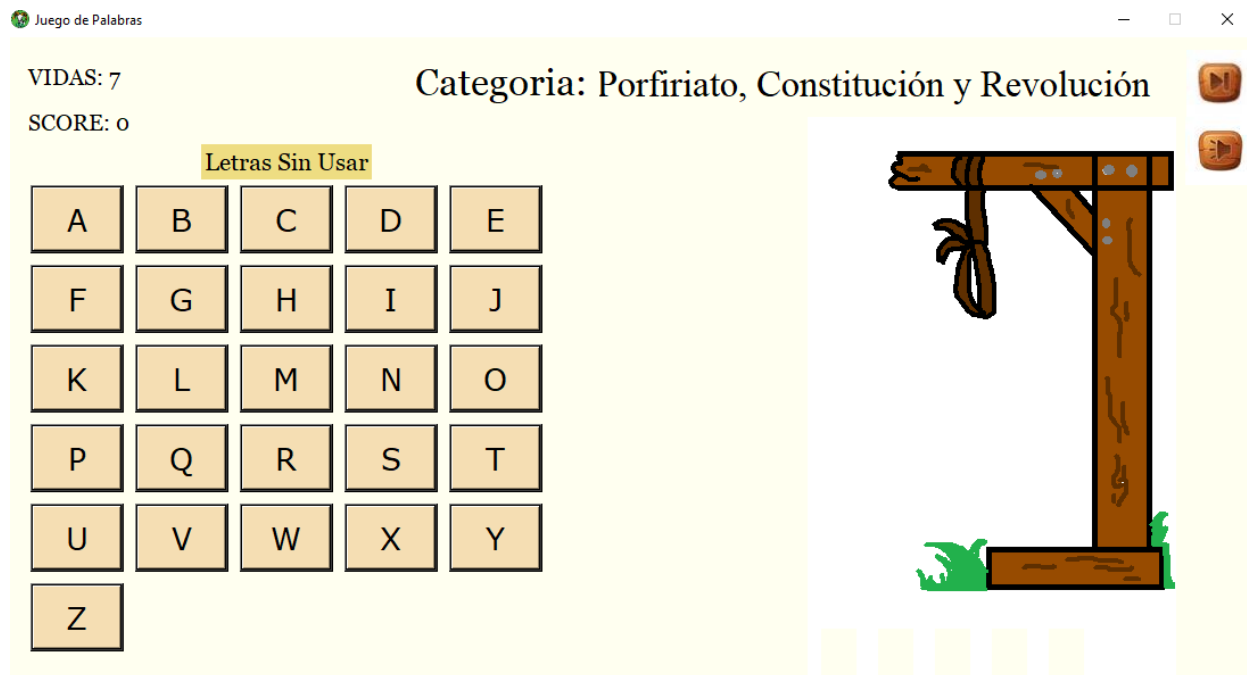 Juego de Palabras
VIDAS: 7
Categoria: Porfiriato, Constitución y Revolución
SCORE: 0
Letras Sin Usar
A B C D E
F G H I J
K L M N O
P Q R S T
U V W X Y
Z